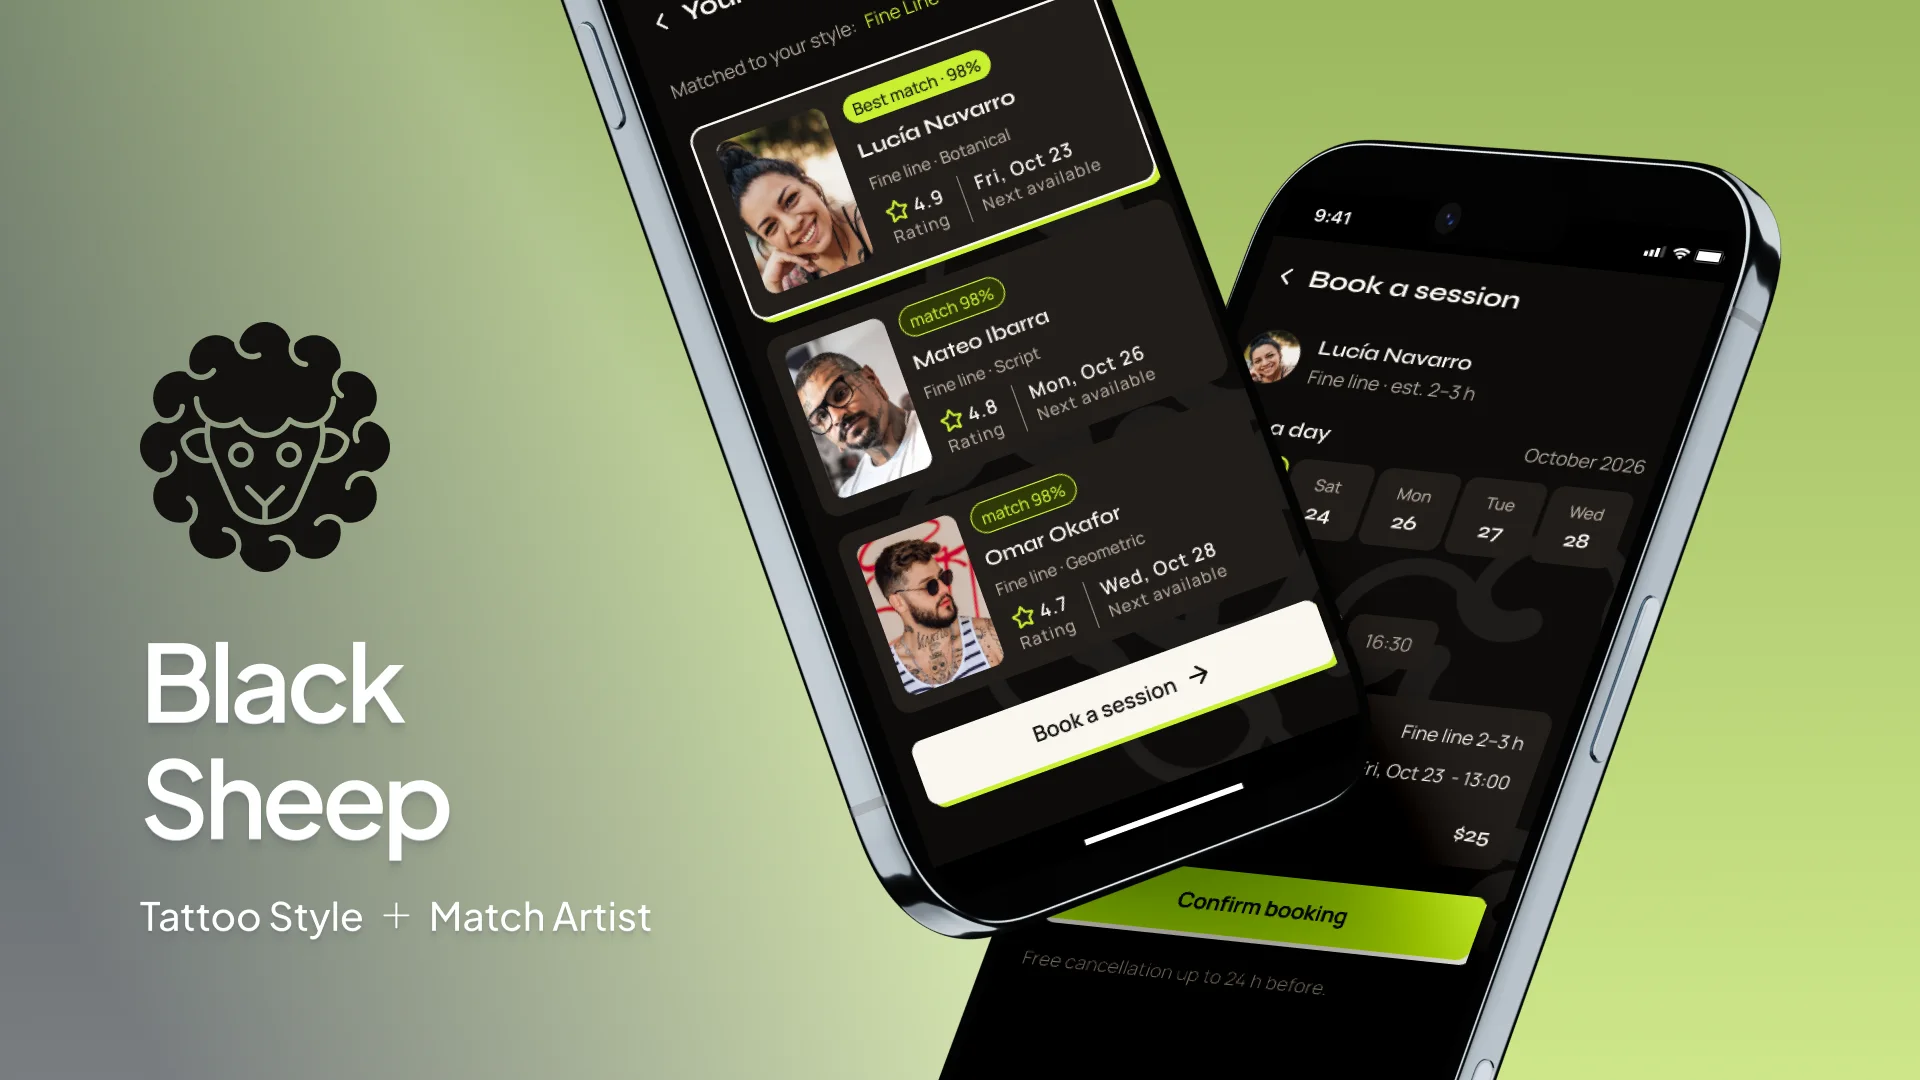 Black
Sheep
Tattoo Style + Match Artist
Matched to your style: Fine Line
Best match · 98%
Lucía Navarro
Fine line · Botanical
4.9
Rating
Fri, Oct 23
Next available
match 98%
Mateo Ibarra
Fine line · Script
4.8
Rating
Mon, Oct 26
Next available
match 98%
Omar Okafor
Fine line · Geometric
4.7
Rating
Wed, Oct 28
Next available
Book a session
9:41
Book a session
Lucía Navarro
Fine line · est. 2–3 h
a day
October 2026
Sat
24
Mon
26
Tue
27
Wed
28
16:30
Fine line 2–3 h
Oct 23 - 13:00
$25
Confirm booking
Free cancellation up to 24 h before.